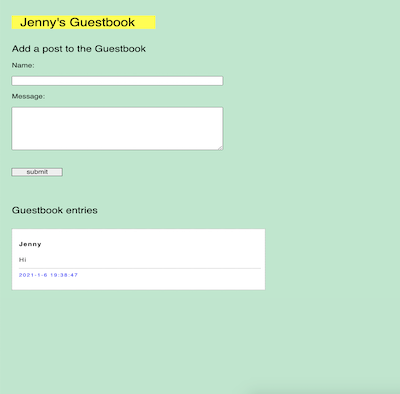 Jenny's Guestbook
Add a post to the Guestbook
Name:
Message:
submit
Guestbook entries
Jenny
Hi
2021-1-6 19:38:47